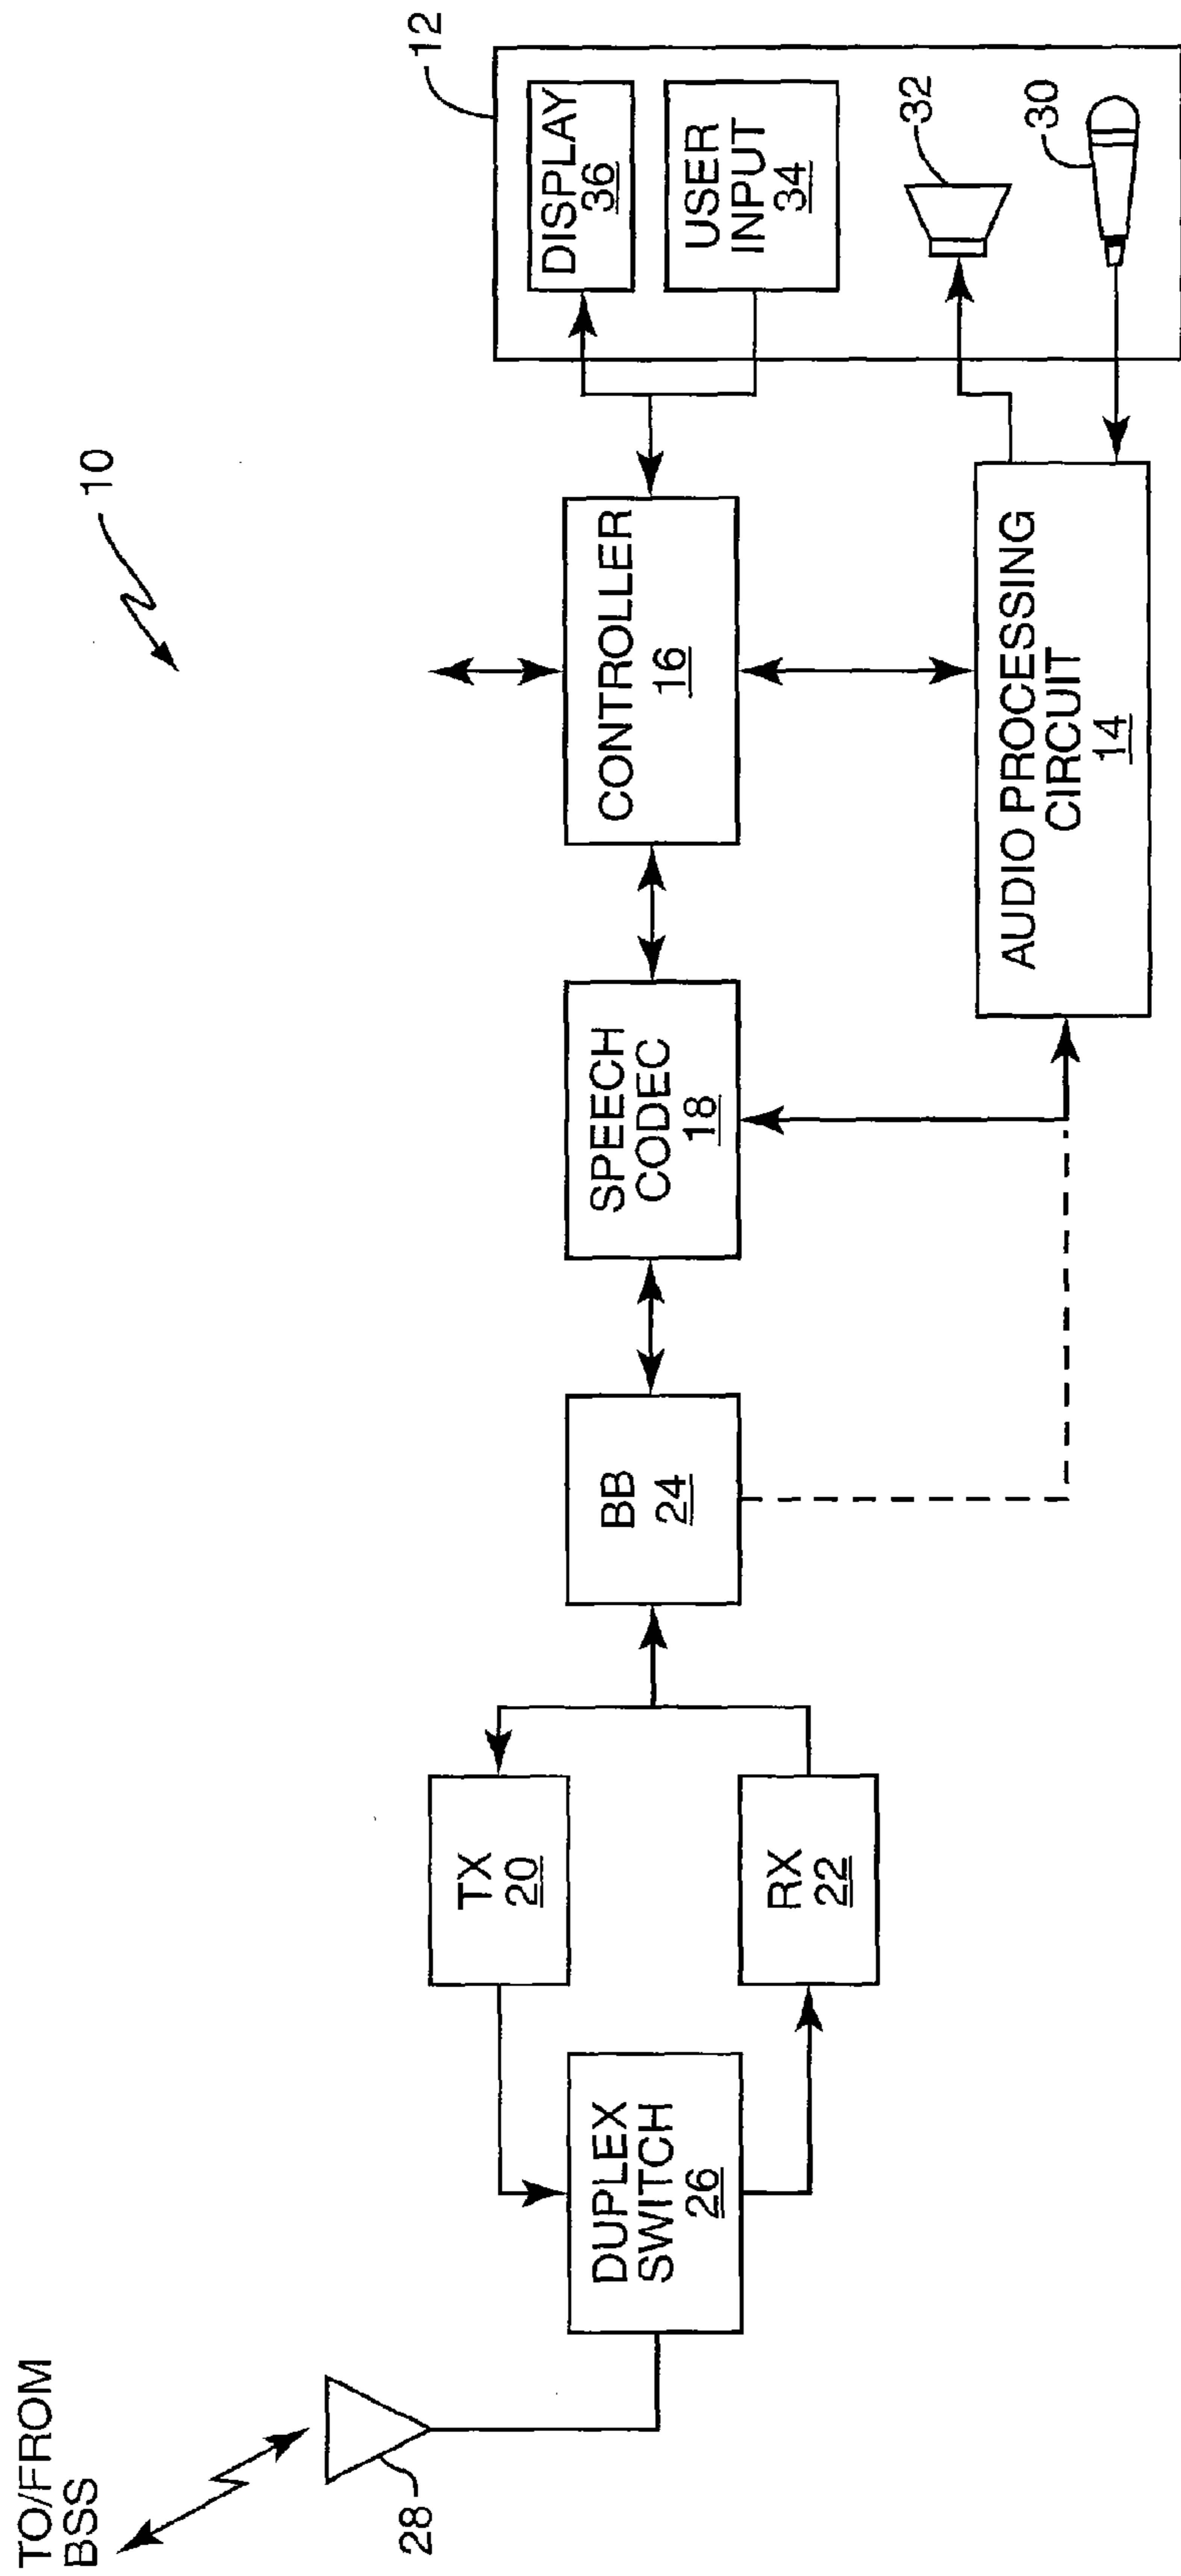 TO/FROM
BSS
28
DUPLEX
SWITCH
26
TX
20
RX
22
BB
24
SPEECH
CODEC
18
10
CONTROLLER
16
AUDIO PROCESSING
CIRCUIT
14
12
DISPLAY
36
USER
INPUT
34
32
30